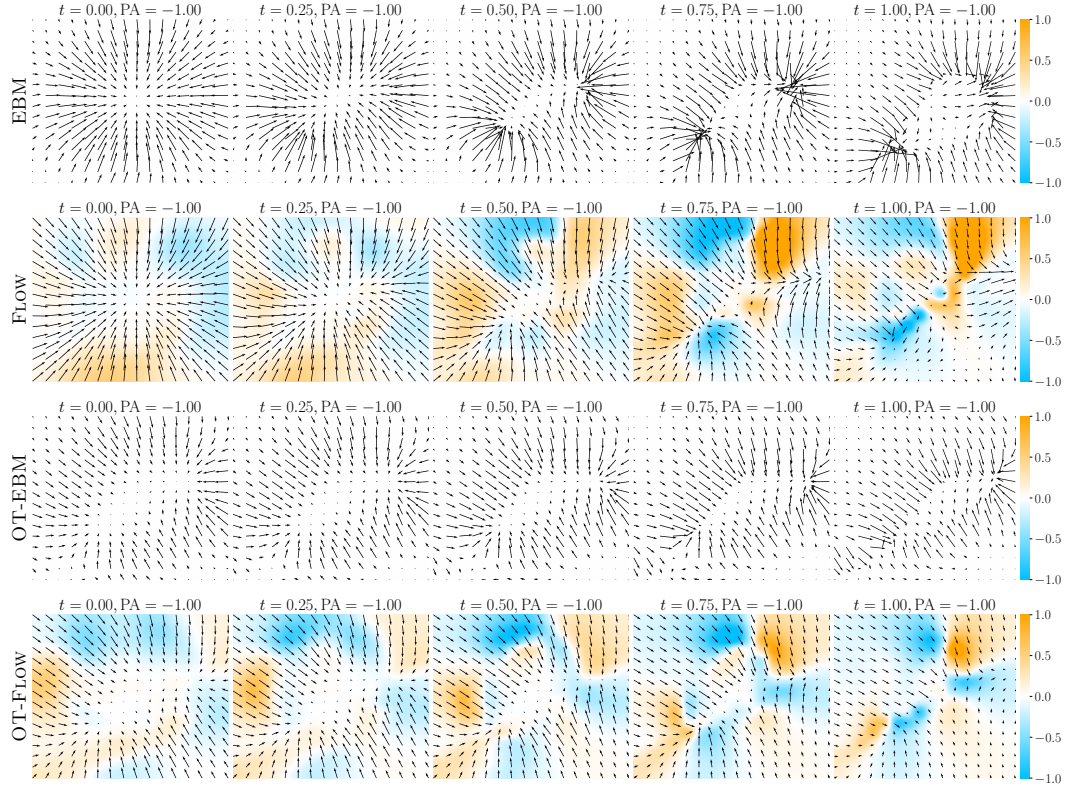 t = 0.00, PA = −1.00 t = 0.25, PA = −1.00 t = 0.50, PA = −1.00 t = 0.75, PA = −1.00 t = 1.00, PA = −1.00
EBM
1.0
0.5
0.0
−0.5
−1.0
t = 0.00, PA = −1.00 t = 0.25, PA = −1.00 t = 0.50, PA = −1.00 t = 0.75, PA = −1.00 t = 1.00, PA = −1.00
FLOW
1.0
0.5
0.0
−0.5
−1.0
t = 0.00, PA = −1.00 t = 0.25, PA = −1.00 t = 0.50, PA = −1.00 t = 0.75, PA = −1.00 t = 1.00, PA = −1.00
OT-EBM
1.0
0.5
0.0
−0.5
−1.0
t = 0.00, PA = −1.00 t = 0.25, PA = −1.00 t = 0.50, PA = −1.00 t = 0.75, PA = −1.00 t = 1.00, PA = −1.00
OT-FLOW
1.0
0.5
0.0
−0.5
−1.0